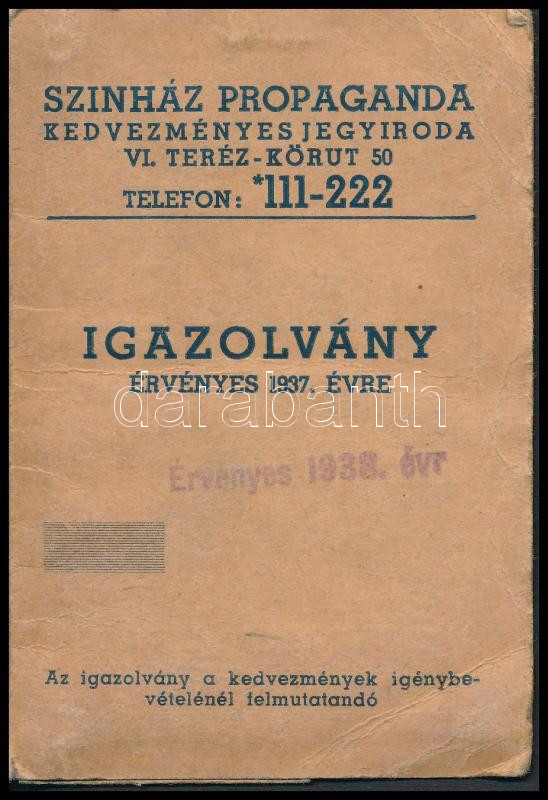 SZINHÁZ PROPAGANDA
KEDVEZMÉNYES JEGYIRODA
VI. TERÉZ-KÖRUT 50
TELEFON: *111-222
IGAZOLVÁNY
ÉRVÉNYES 1937. ÉVRE
darabanth
Érvényes 1938. évr
Az igazolvány a kedvezmények igénybe-
vételénél felmutatandó